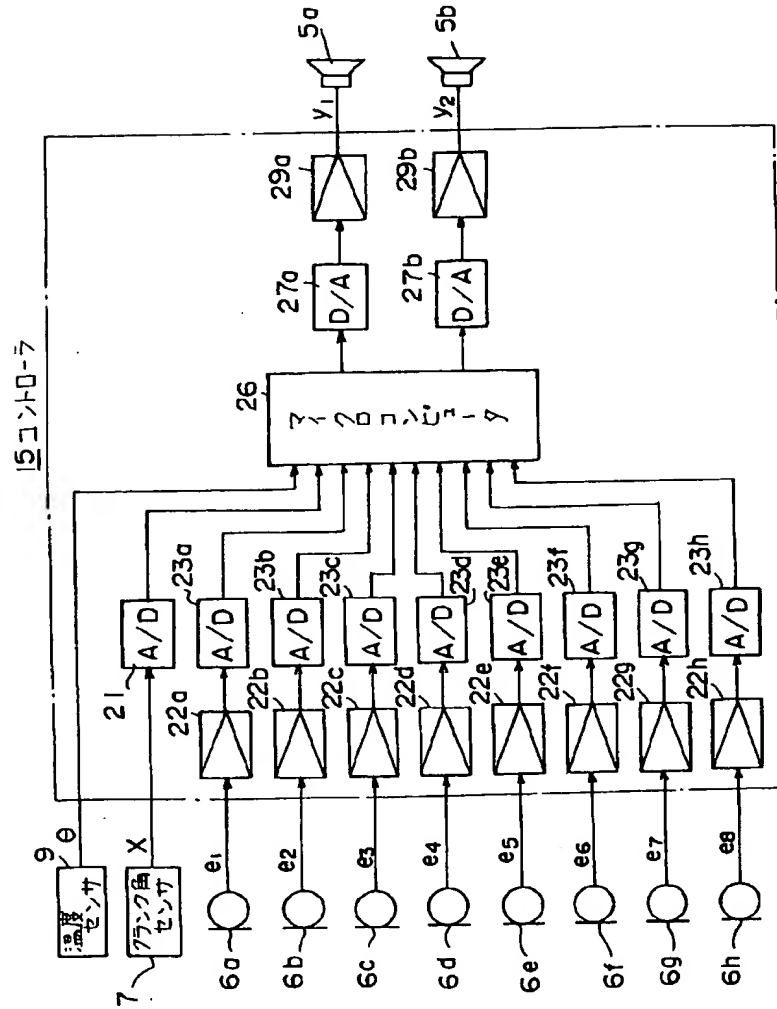 15コントローラ
9
温度
センサ
θ
7
クランク角
センサ
X
21
A/D
6a
e1
22a
A/D
23a
6b
e2
22b
A/D
23b
6c
e3
22c
A/D
23c
6d
e4
22d
A/D
23d
6e
e5
22e
A/D
23e
6f
e6
22f
A/D
23f
6g
e7
22g
A/D
23g
6h
e8
22h
A/D
23h
26
マイクロコンピュータ
27a
D/A
29a
y1
5a
27b
D/A
29b
y2
5b